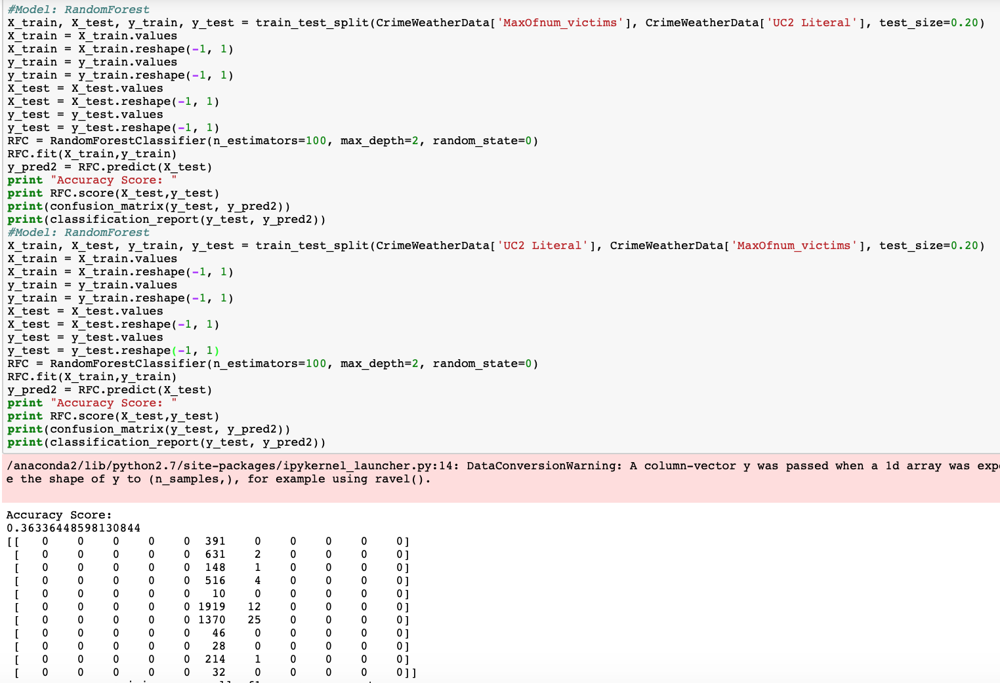 #Model: RandomForest
X_train, X_test, y_train, y_test = train_test_split(CrimeWeatherData['MaxOfnum_victims'], CrimeWeatherData['UC2 Literal'], test_size=0.20)
X_train = X_train.values
X_train = X_train.reshape(-1, 1)
y_train = y_train.values
y_train = y_train.reshape(-1, 1)
X_test = X_test.values
X_test = X_test.reshape(-1, 1)
y_test = y_test.values
y_test = y_test.reshape(-1, 1)
RFC = RandomForestClassifier(n_estimators=100, max_depth=2, random_state=0)
RFC.fit(X_train,y_train)
y_pred2 = RFC.predict(X_test)
print "Accuracy Score: "
print RFC.score(X_test,y_test)
print(confusion_matrix(y_test, y_pred2))
print(classification_report(y_test, y_pred2))
#Model: RandomForest
X_train, X_test, y_train, y_test = train_test_split(CrimeWeatherData['UC2 Literal'], CrimeWeatherData['MaxOfnum_victims'], test_size=0.20)
X_train = X_train.values
X_train = X_train.reshape(-1, 1)
y_train = y_train.values
y_train = y_train.reshape(-1, 1)
X_test = X_test.values
X_test = X_test.reshape(-1, 1)
y_test = y_test.values
y_test = y_test.reshape(-1, 1)
RFC = RandomForestClassifier(n_estimators=100, max_depth=2, random_state=0)
RFC.fit(X_train,y_train)
y_pred2 = RFC.predict(X_test)
print "Accuracy Score: "
print RFC.score(X_test,y_test)
print(confusion_matrix(y_test, y_pred2))
print(classification_report(y_test, y_pred2))
/anaconda2/lib/python2.7/site-packages/ipykernel_launcher.py:14: DataConversionWarning: A column-vector y was passed when a 1d array was exp
e the shape of y to (n_samples,), for example using ravel().
Accuracy Score:
0.36336448598130844
[[ 0 0 0 0 0 391 0 0 0 0 0]
[ 0 0 0 0 0 631 2 0 0 0 0]
[ 0 0 0 0 0 148 1 0 0 0 0]
[ 0 0 0 0 0 516 4 0 0 0 0]
[ 0 0 0 0 0 10 0 0 0 0 0]
[ 0 0 0 0 0 1919 12 0 0 0 0]
[ 0 0 0 0 0 1370 25 0 0 0 0]
[ 0 0 0 0 0 46 0 0 0 0 0]
[ 0 0 0 0 0 28 0 0 0 0 0]
[ 0 0 0 0 0 214 1 0 0 0 0]
[ 0 0 0 0 0 32 0 0 0 0 0]]